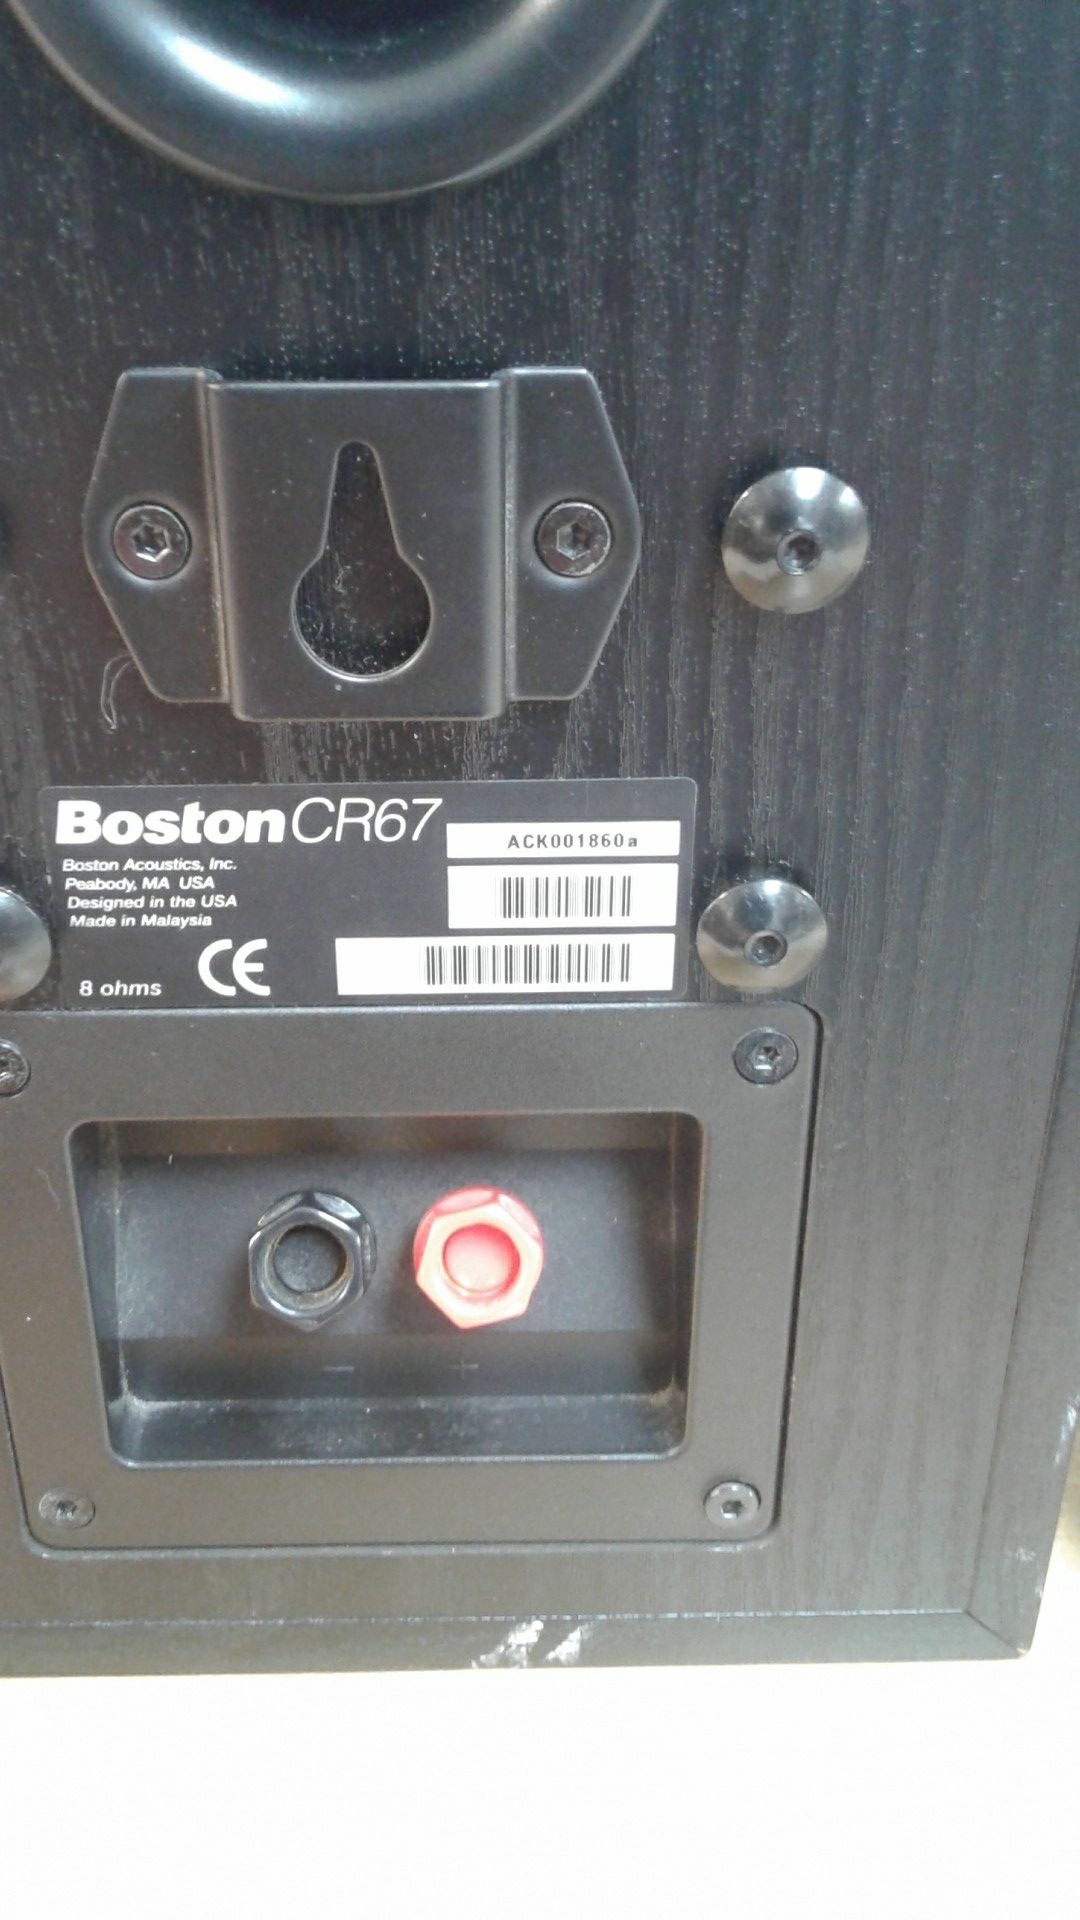 Boston CR67
ACK001860a
Boston Acoustics, Inc.
Peabody, MA USA
Designed in the USA
Made in Malaysia
8 ohms
CE
− +